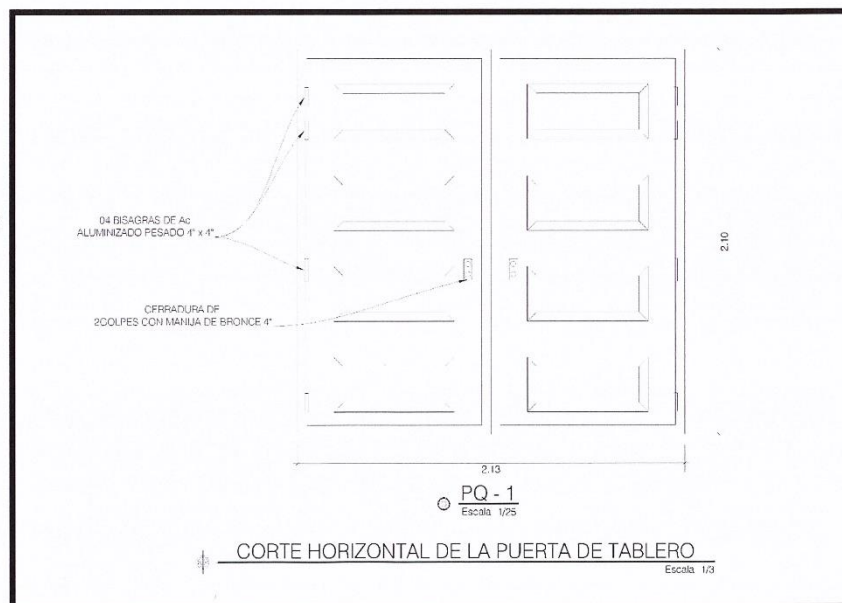 04 BISAGRAS DE Ac
ALUMINIZADO PESADO 4" x 4"
CERRADURA DE
2GOLPES CON MANIJA DE BRONCE 4"
2.10
2.13
PQ - 1
Escala 1/25
CORTE HORIZONTAL DE LA PUERTA DE TABLERO
Escala 1/3